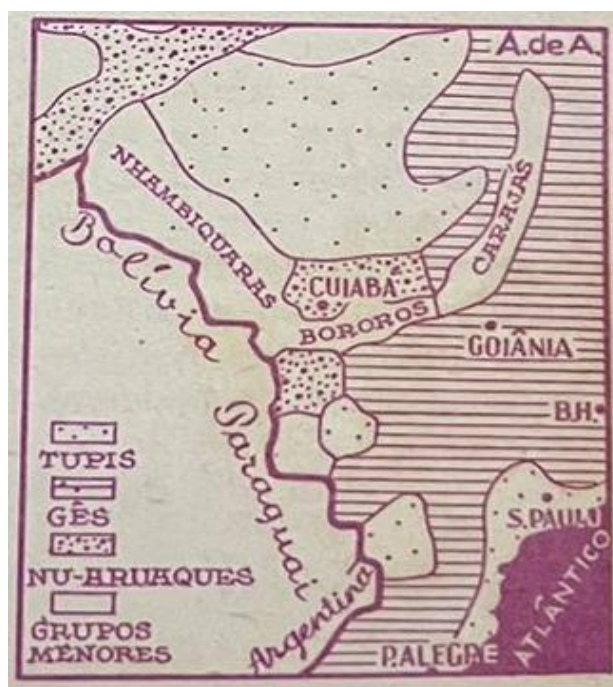 A. de A.
NHAMBIQUARAS
CARAJÁS
Bolívia
CUIABÁ
BOROROS
GOIÂNIA
B.H.
Paraguai
TUPIS
GÊS
S. PAULO
NU-ARUAQUES
ATLÂNTICO
Argentina
GRUPOS
MENORES
P. ALEGRE